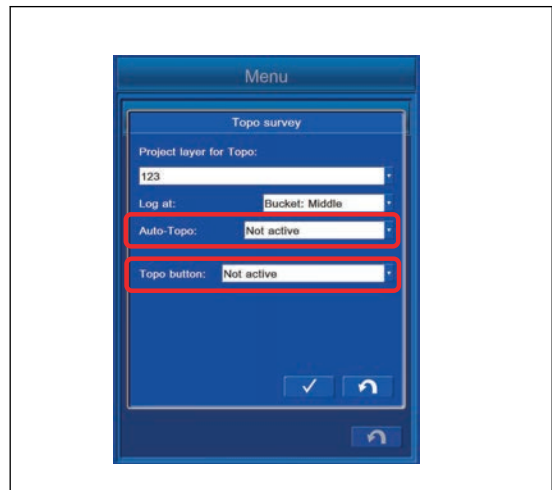 Menu
Topo survey
Project layer for Topo:
123
Log at: Bucket: Middle
Auto-Topo: Not active
Topo button: Not active